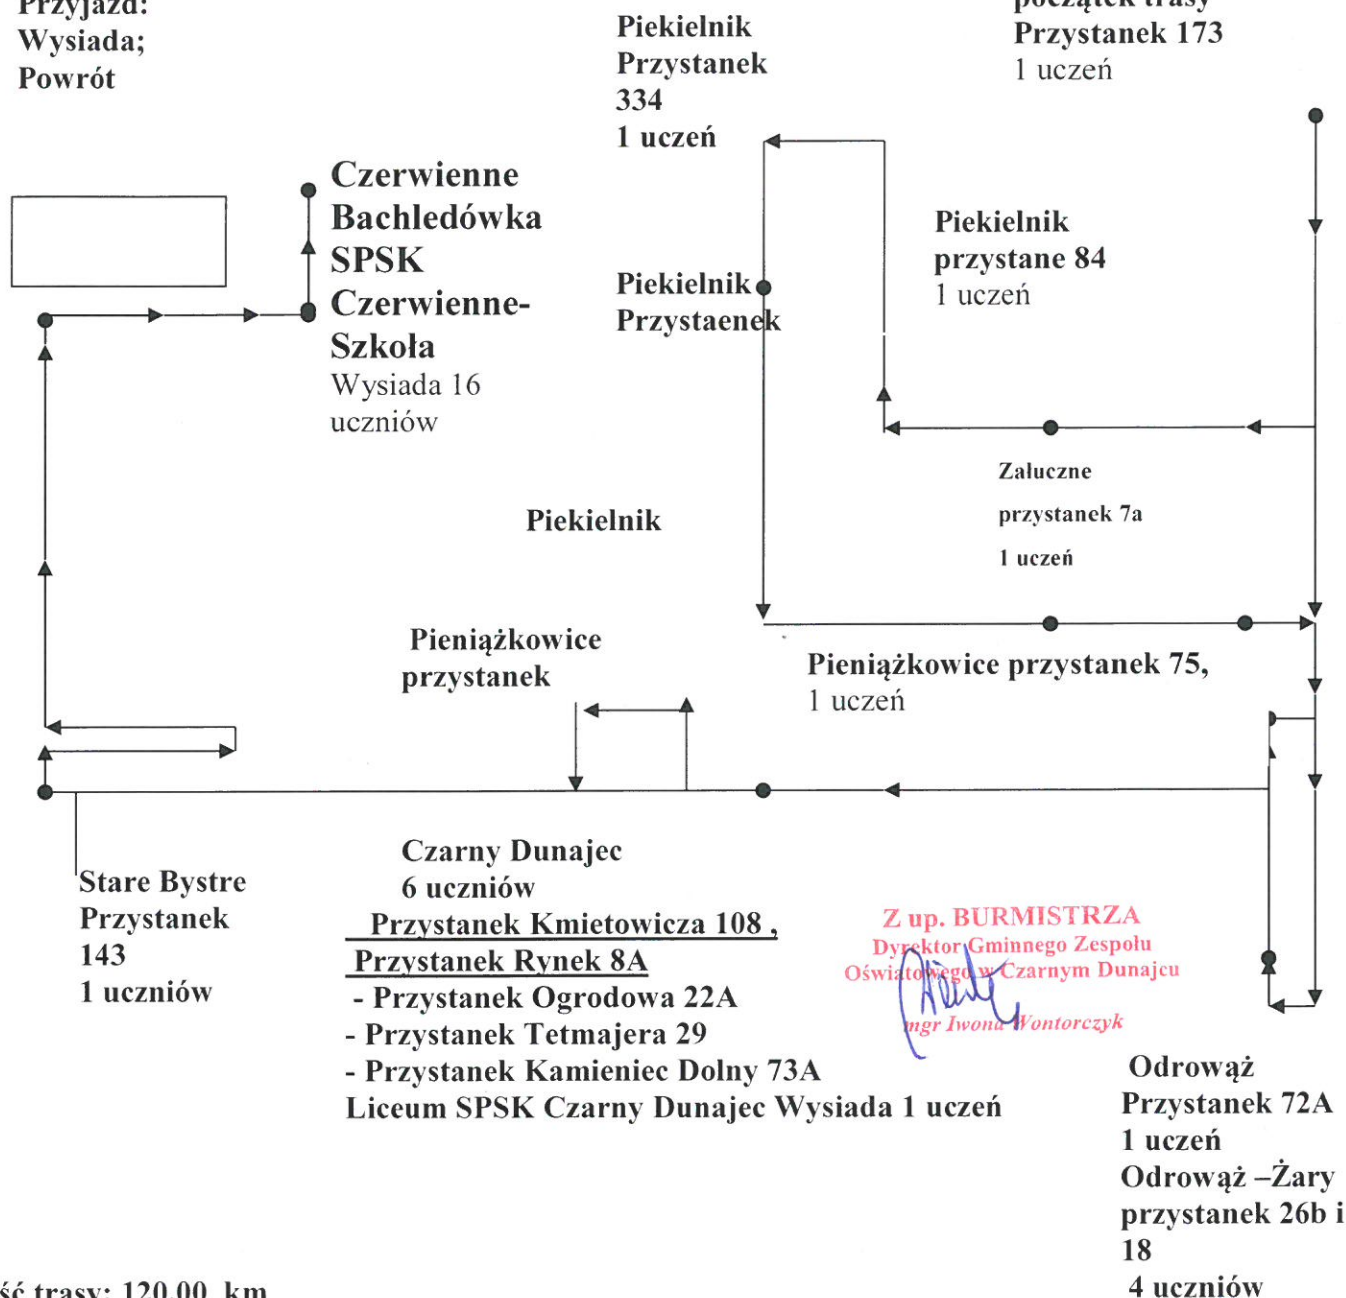 Przyjazd:
Wysiada;
Powrót
Piekielnik
Przystanek
334
1 uczeń
początek trasy
Przystanek 173
1 uczeń
Czerwienne
Bachledówka
SPSK
Czerwienne-
Szkoła
Wysiada 16
uczniów
Piekielnik
Przystaenek
Piekielnik
przystane 84
1 uczeń
Załuczne
przystanek 7a
1 uczeń
Piekielnik
Pieniążkowice
przystanek
Pieniążkowice przystanek 75,
1 uczeń
Stare Bystre
Przystanek
143
1 uczniów
Czarny Dunajec
6 uczniów
Przystanek Kmietowicza 108 ,
Przystanek Rynek 8A
- Przystanek Ogrodowa 22A
- Przystanek Tetmajera 29
- Przystanek Kamieniec Dolny 73A
Liceum SPSK Czarny Dunajec Wysiada 1 uczeń
Z up. BURMISTRZA
Dyrektor Gminnego Zespołu
Oświatowego w Czarnym Dunajcu
mgr Iwona Wontorczyk
Odrowąż
Przystanek 72A
1 uczeń
Odrowąż –Żary
przystanek 26b i
18
4 uczniów
ść trasy: 120,00 km